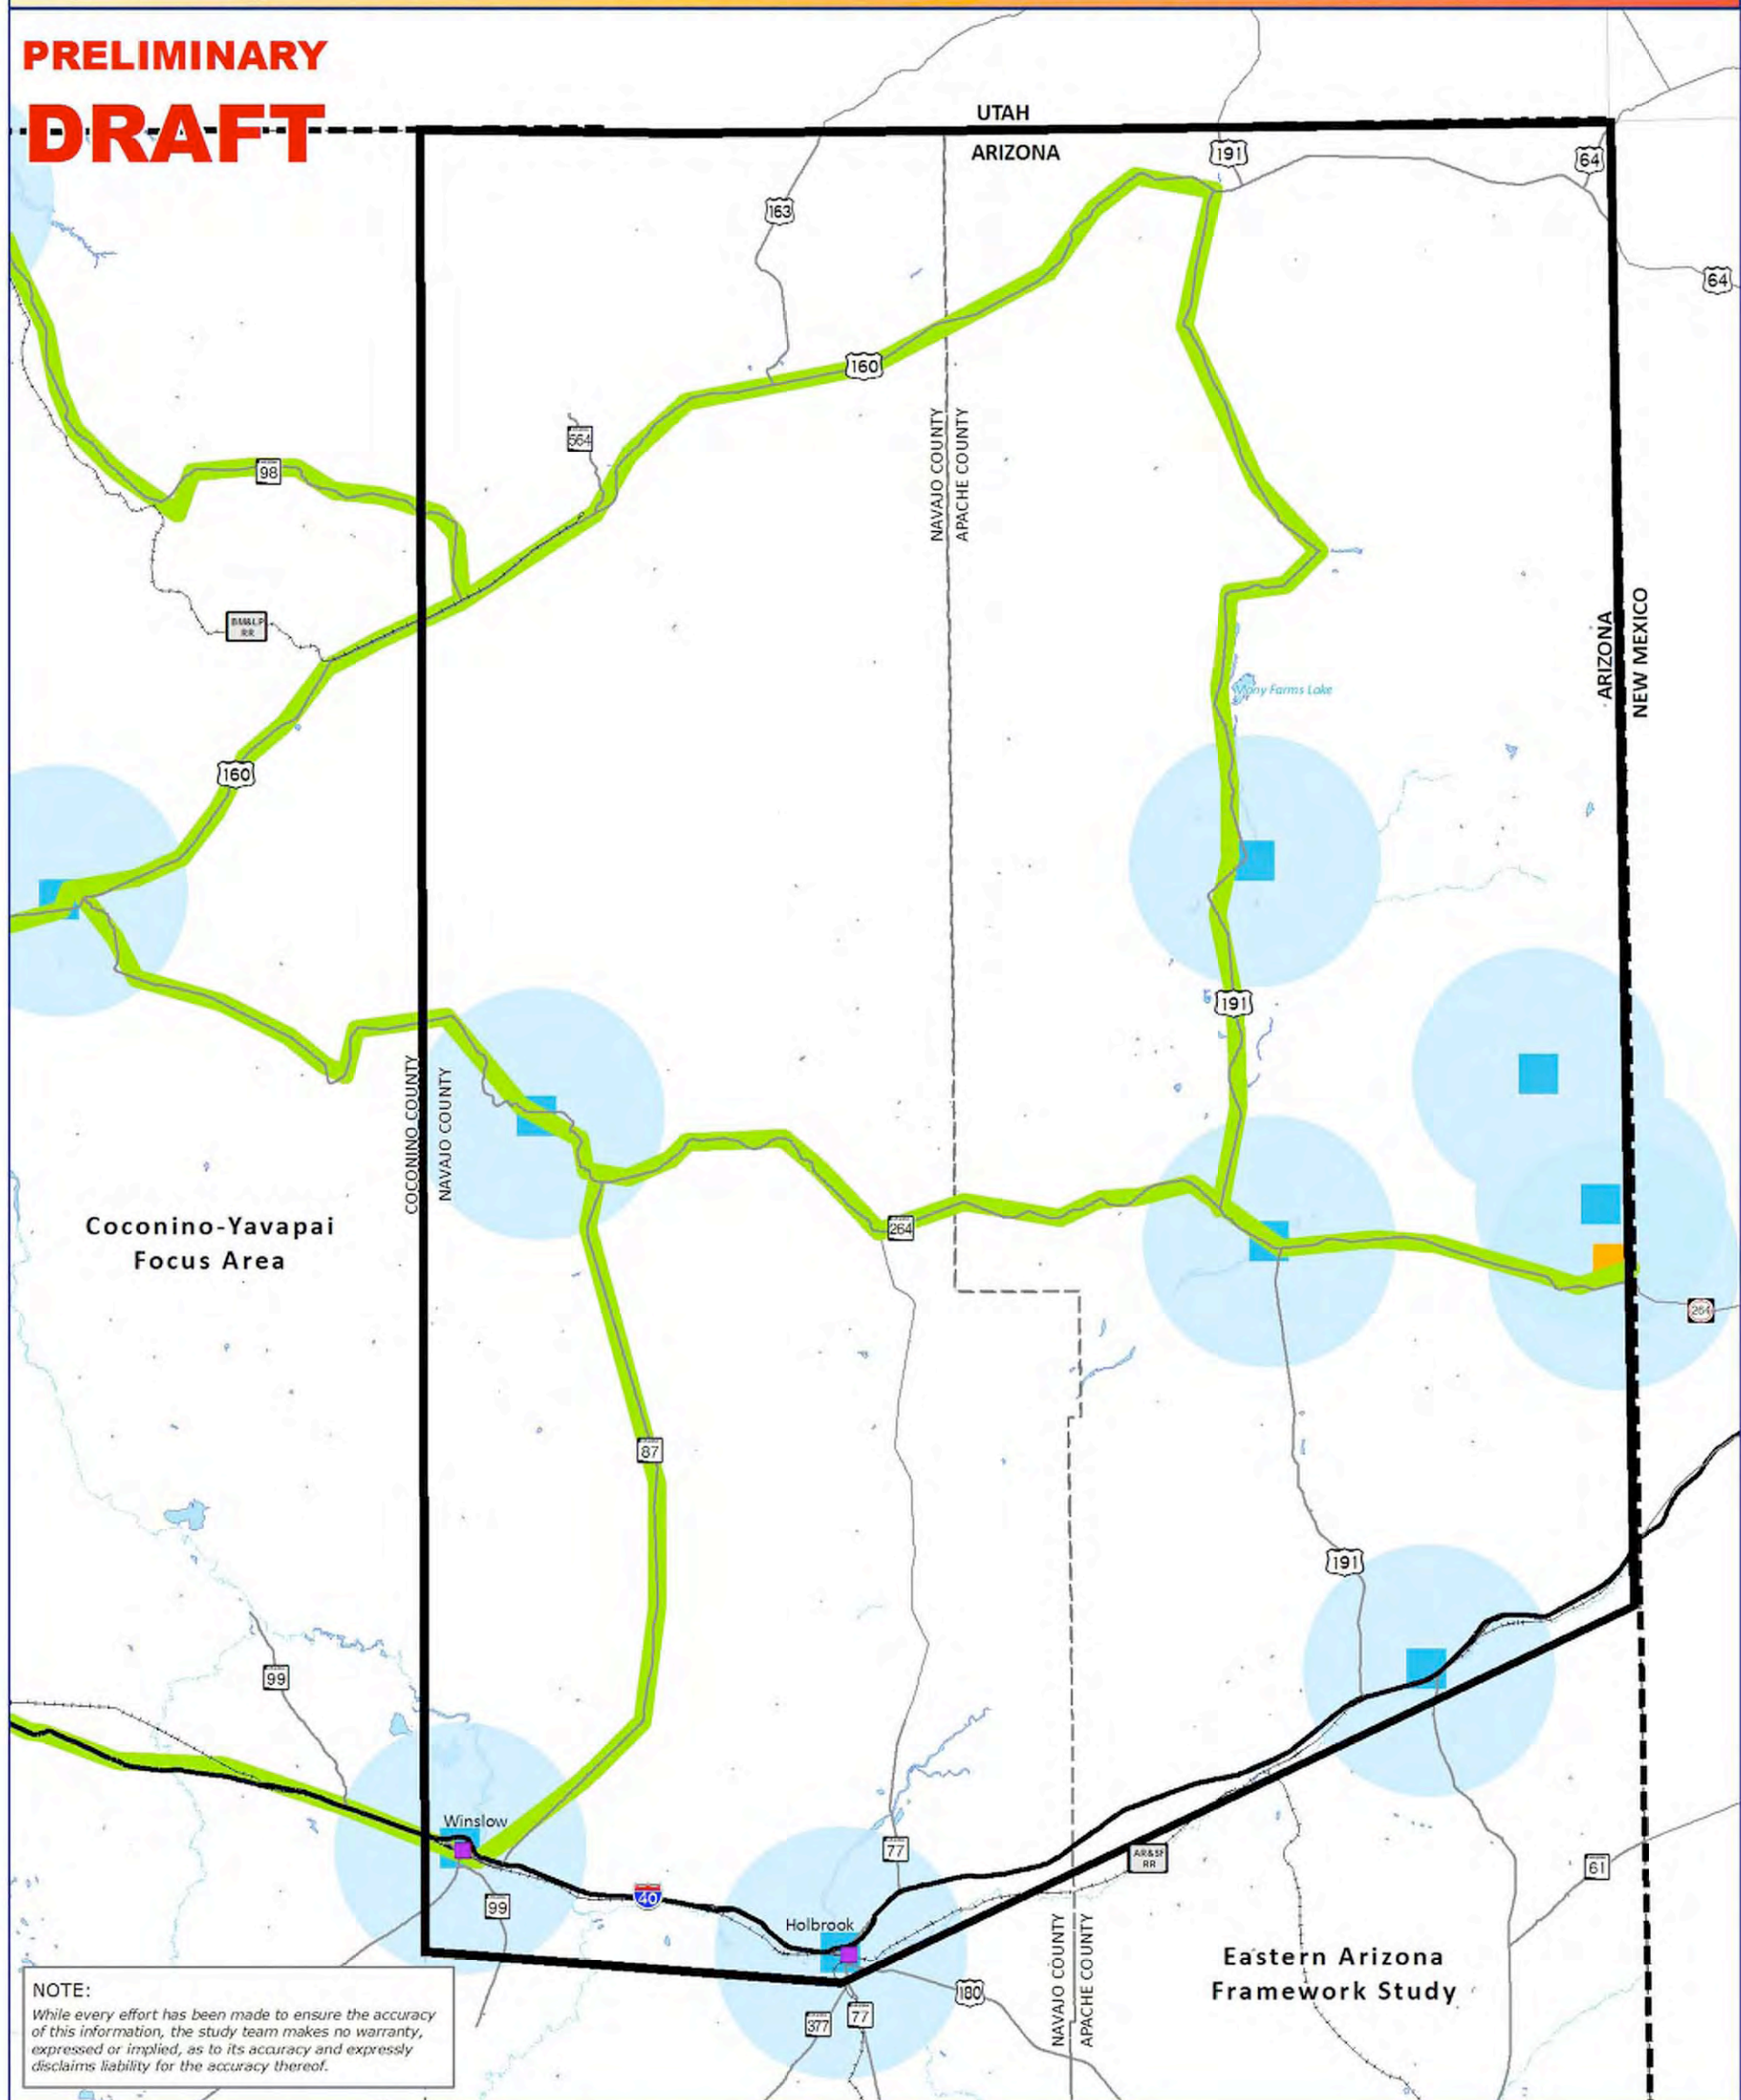 PRELIMINARY
DRAFT
UTAH
ARIZONA
191
64
163
64
160
564
98
NAVAJO COUNTY
APACHE COUNTY
BM&LP
RR
ARIZONA
NEW MEXICO
Many Farms Lake
160
191
COCONINO COUNTY
NAVAJO COUNTY
264
Coconino-Yavapai
Focus Area
264
87
191
99
Winslow
77
AR&SF
RR
61
99
40
Holbrook
NAVAJO COUNTY
APACHE COUNTY
Eastern Arizona
Framework Study
180
377
77
NOTE:
While every effort has been made to ensure the accuracy
of this information, the study team makes no warranty,
expressed or implied, as to its accuracy and expressly
disclaims liability for the accuracy thereof.